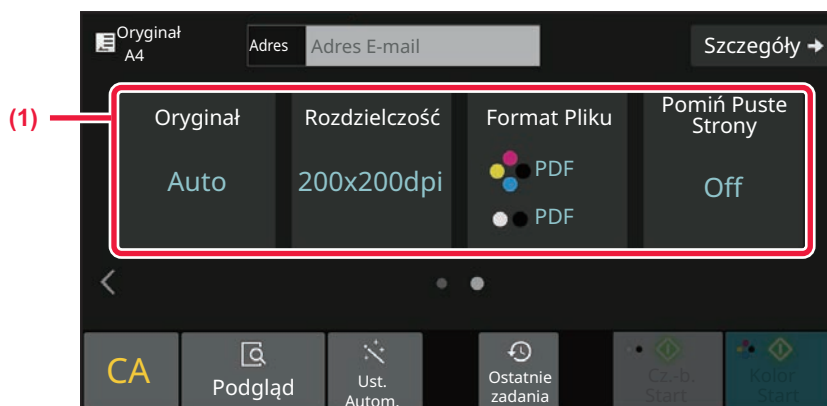 Oryginał
A4
Adres Adres E-mail
Szczegóły
(1)
Oryginał
Auto
Rozdzielczość
200x200dpi
Format Pliku
PDF
PDF
Pomiń Puste
Strony
Off
CA
Podgląd
Ust.
Autom.
Ostatnie
zadania
Cz.-b.
Start
Kolor
Start